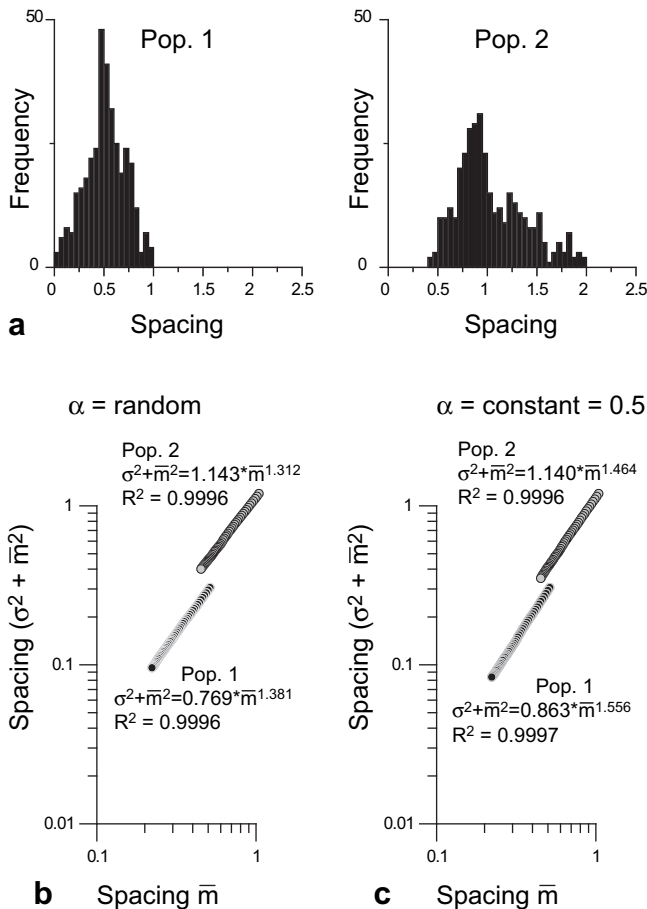 50
Pop. 1
Frequency
0
0 0.5 1 1.5 2 2.5
Spacing
a
50
Pop. 2
Frequency
0
0 0.5 1 1.5 2 2.5
Spacing
α = random
Pop. 2
σ²+m̅²=1.143*m̅^1.312
R² = 0.9996
1
0.1
0.01
Spacing (σ² + m̅²)
Pop. 1
σ²+m̅²=0.769*m̅^1.381
R² = 0.9996
0.1 1
b Spacing m̅
α = constant = 0.5
Pop. 2
σ²+m̅²=1.140*m̅^1.464
R² = 0.9996
1
0.1
0.01
Spacing (σ² + m̅²)
Pop. 1
σ²+m̅²=0.863*m̅^1.556
R² = 0.9997
0.1 1
c Spacing m̅